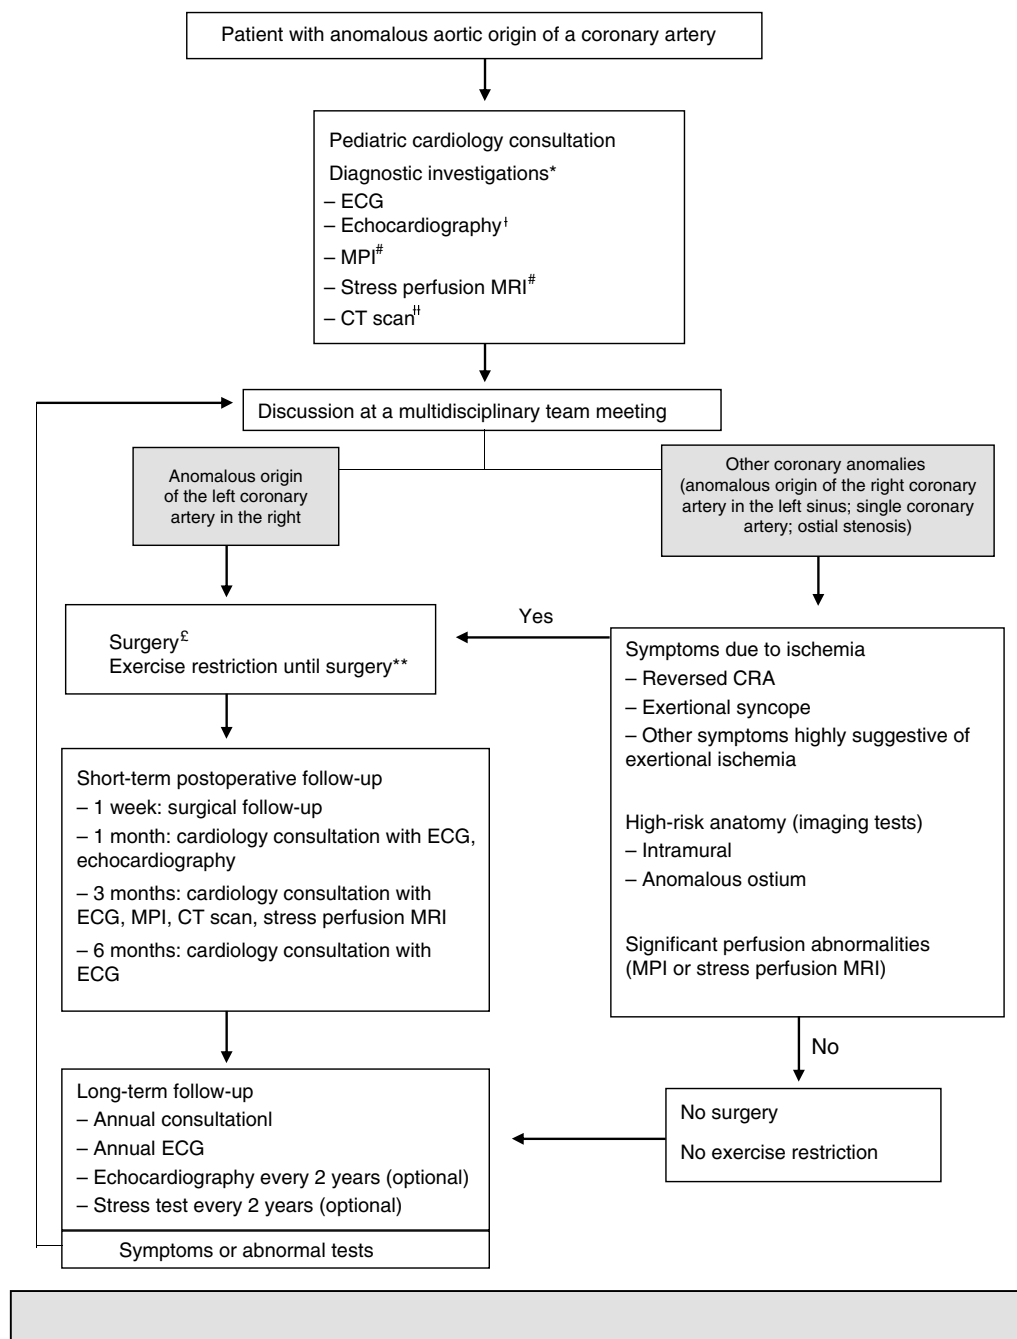 Patient with anomalous aortic origin of a coronary artery
Pediatric cardiology consultation
Diagnostic investigations*
– ECG
– Echocardiography†
– MPI#
– Stress perfusion MRI#
– CT scan††
Discussion at a multidisciplinary team meeting
Anomalous origin
of the left coronary
artery in the right
Other coronary anomalies
(anomalous origin of the right coronary
artery in the left sinus; single coronary
artery; ostial stenosis)
Surgery£
Exercise restriction until surgery**
Yes
Symptoms due to ischemia
– Reversed CRA
– Exertional syncope
– Other symptoms highly suggestive of
exertional ischemia
High-risk anatomy (imaging tests)
– Intramural
– Anomalous ostium
Significant perfusion abnormalities
(MPI or stress perfusion MRI)
Short-term postoperative follow-up
– 1 week: surgical follow-up
– 1 month: cardiology consultation with ECG,
echocardiography
– 3 months: cardiology consultation with
ECG, MPI, CT scan, stress perfusion MRI
– 6 months: cardiology consultation with
ECG
No
No surgery
No exercise restriction
Long-term follow-up
– Annual consultationl
– Annual ECG
– Echocardiography every 2 years (optional)
– Stress test every 2 years (optional)
Symptoms or abnormal tests